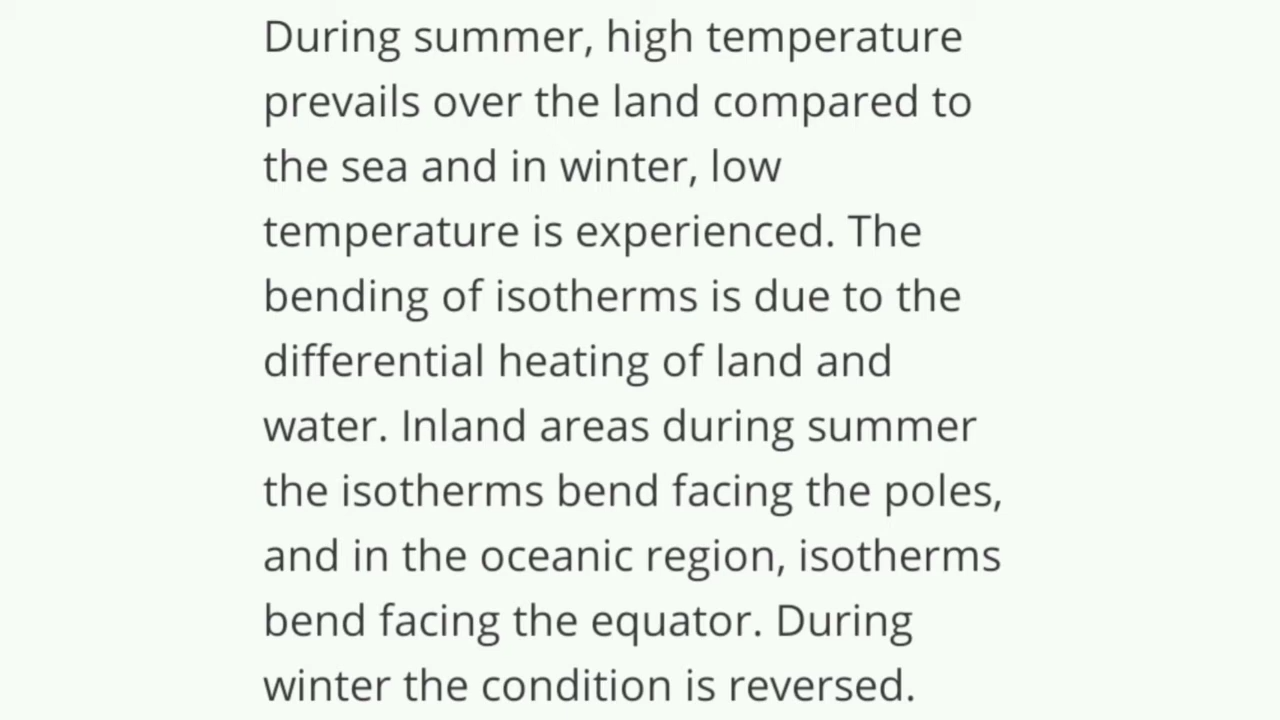 During summer, high temperature
prevails over the land compared to
the sea and in winter, low
temperature is experienced. The
bending of isotherms is due to the
differential heating of land and
water. Inland areas during summer
the isotherms bend facing the poles,
and in the oceanic region, isotherms
bend facing the equator. During
winter the condition is reversed.